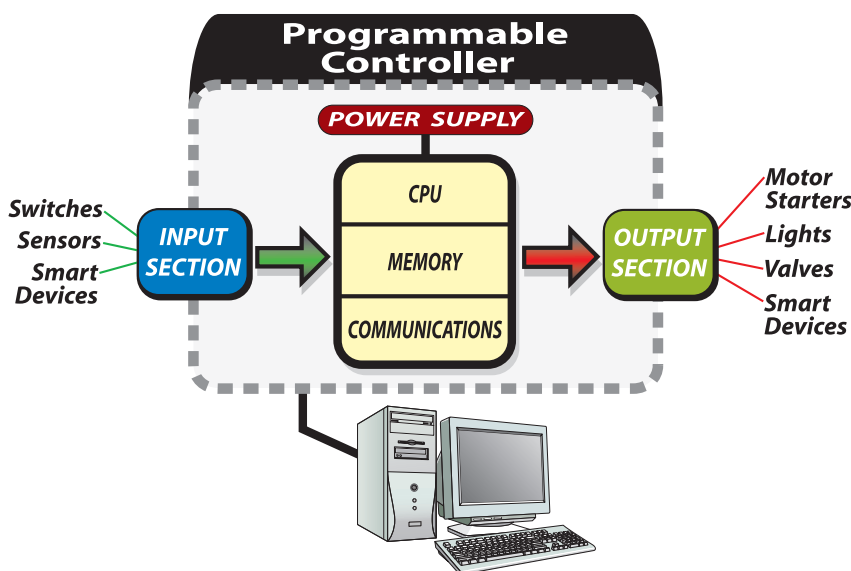 Programmable
Controller
POWER SUPPLY
CPU
MEMORY
COMMUNICATIONS
Switches
Sensors
Smart
Devices
INPUT
SECTION
OUTPUT
SECTION
Motor
Starters
Lights
Valves
Smart
Devices